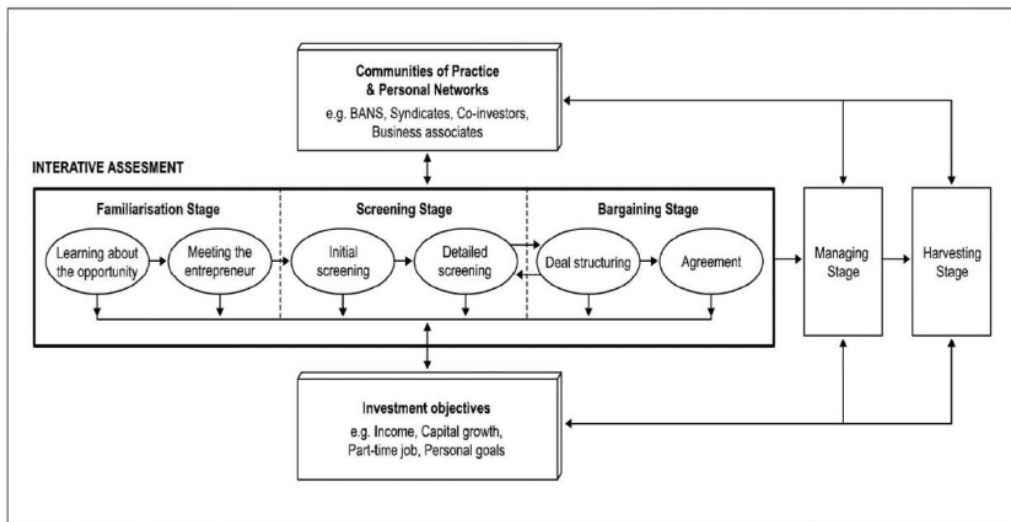 Communities of Practice
& Personal Networks
e.g. BANS, Syndicates, Co-investors,
Business associates
INTERATIVE ASSESMENT
Familiarisation Stage
Screening Stage
Bargaining Stage
Learning about
the opportunity
Meeting the
entrepreneur
Initial
screening
Detailed
screening
Deal structuring
Agreement
Managing
Stage
Harvesting
Stage
Investment objectives
e.g. Income, Capital growth,
Part-time job, Personal goals